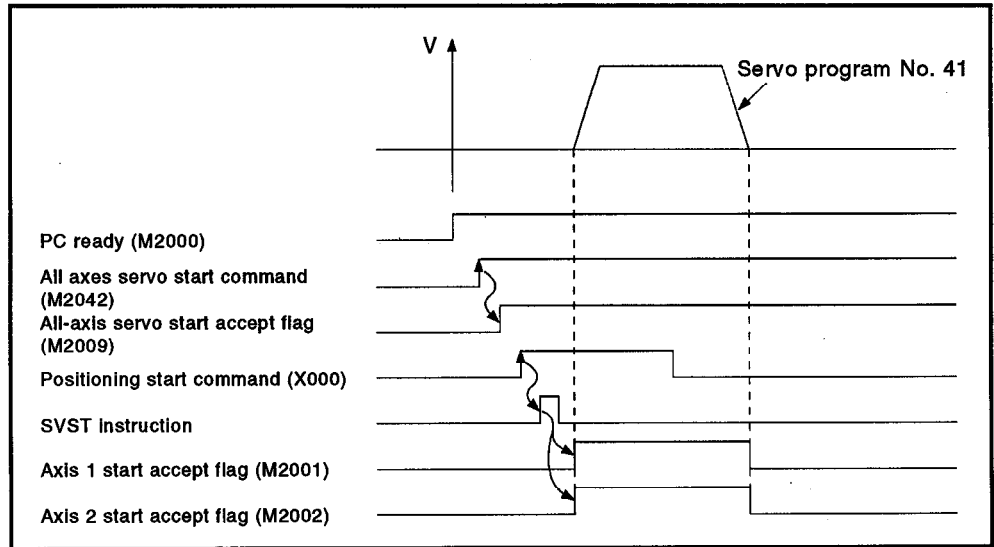 V
Servo program No. 41
PC ready (M2000)
All axes servo start command
(M2042)
All-axis servo start accept flag
(M2009)
Positioning start command (X000)
SVST instruction
Axis 1 start accept flag (M2001)
Axis 2 start accept flag (M2002)